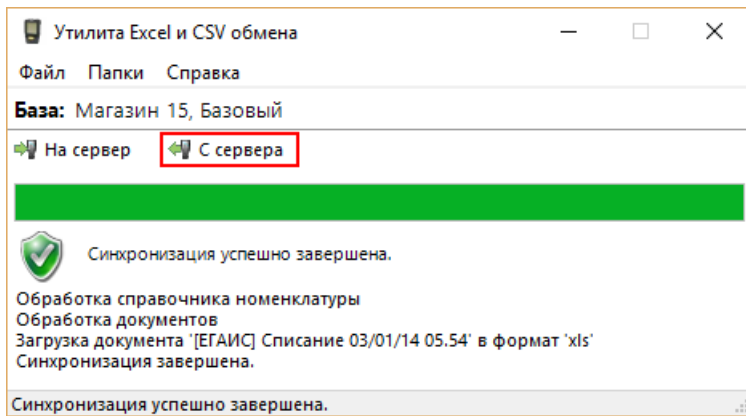 Утилита Excel и CSV обмена
Файл Папки Справка
База: Магазин 15, Базовый
На сервер С сервера
Синхронизация успешно завершена.
Обработка справочника номенклатуры
Обработка документов
Загрузка документа '[ЕГАИС] Списание 03/01/14 05.54' в формат 'xls'
Синхронизация завершена.
Синхронизация успешно завершена.